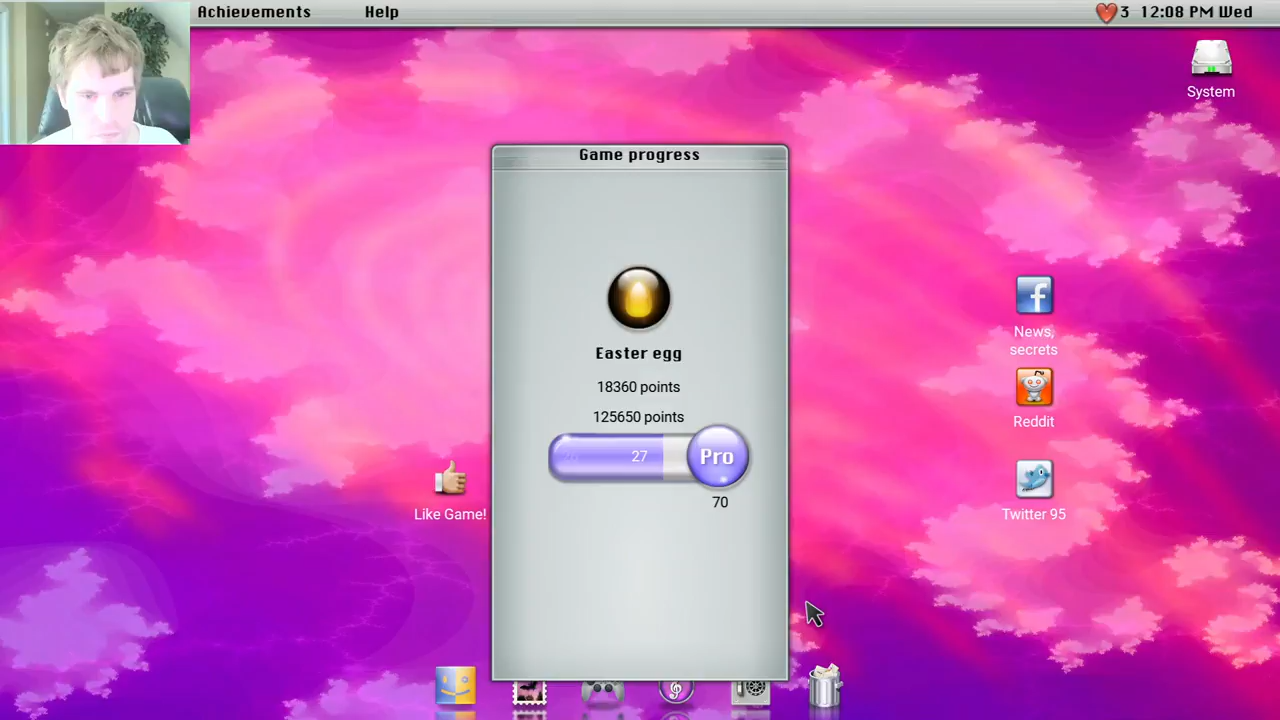 Achievements Help 3 12:08 PM Wed
System
Game progress
Easter egg
18360 points
125650 points
27 Pro
70
News,
secrets
Reddit
Like Game!
Twitter 95